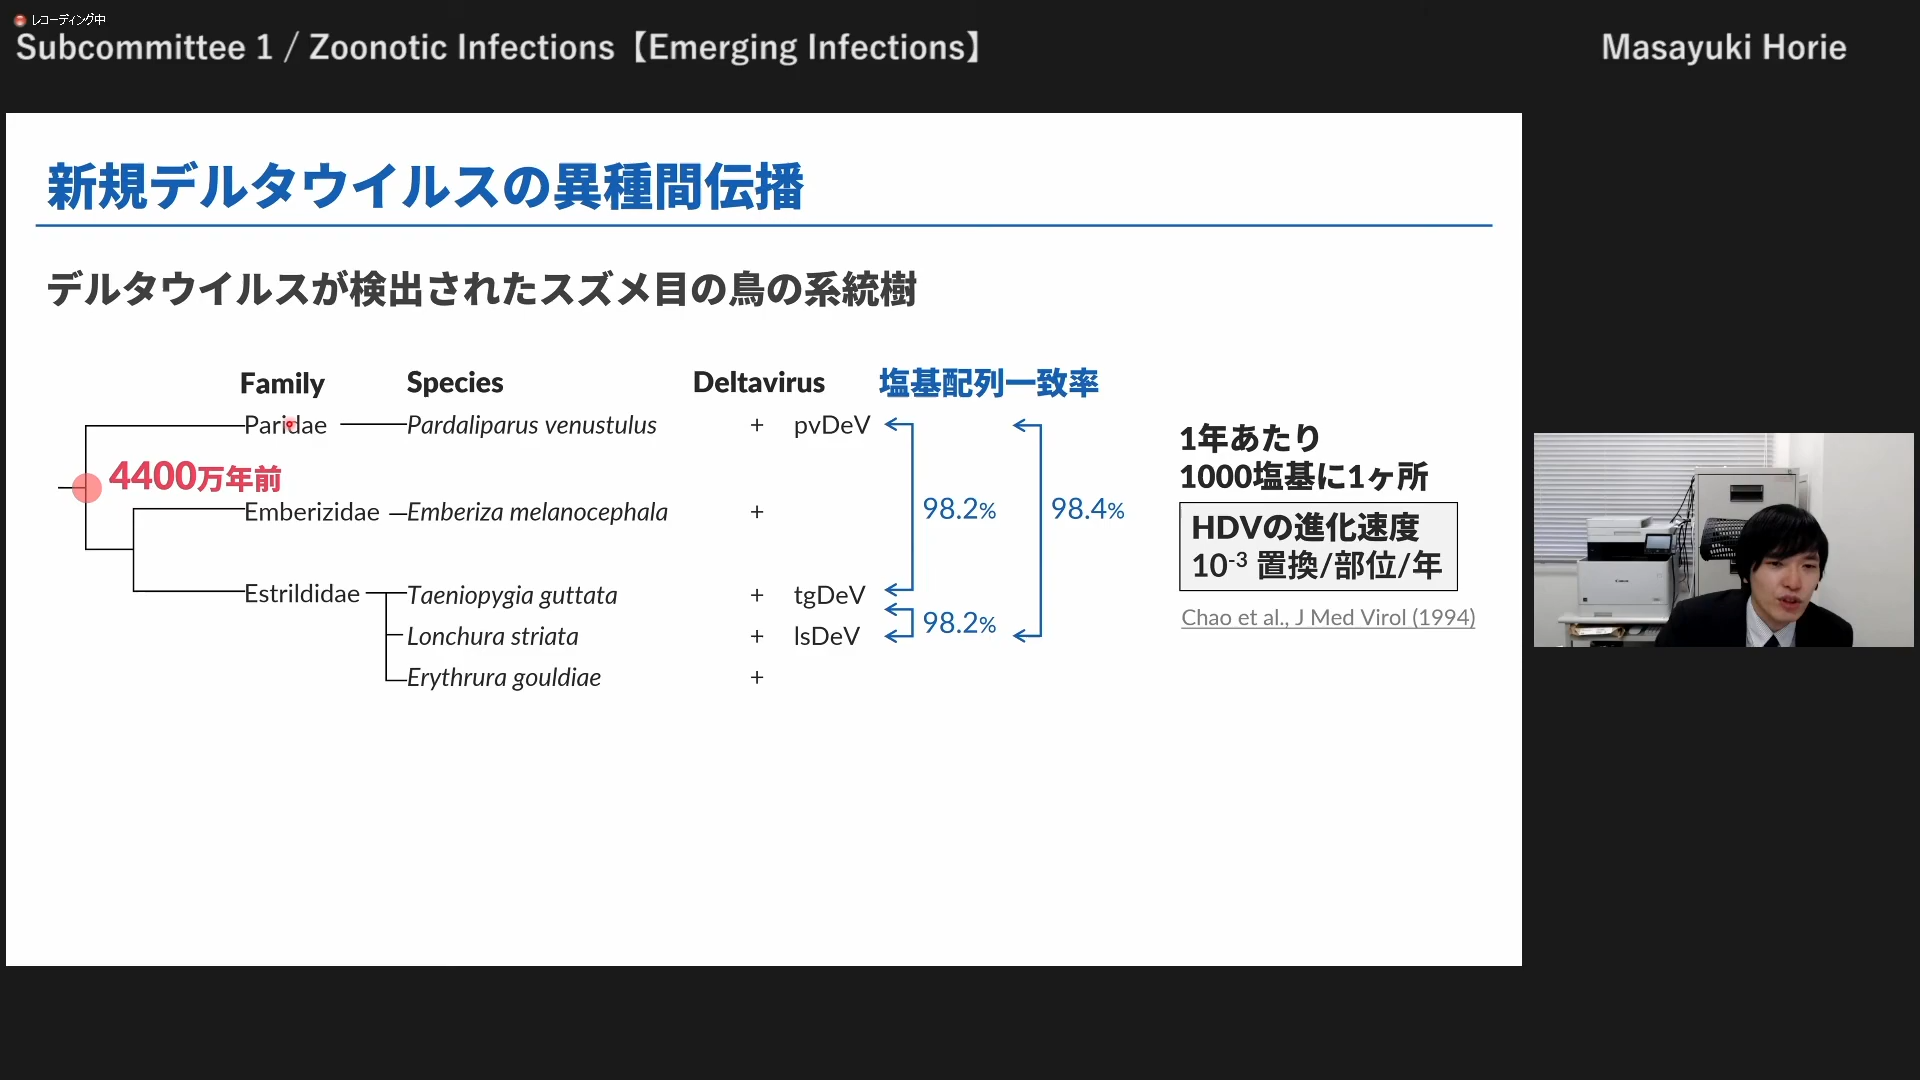 レコーディング中
Subcommittee 1 / Zoonotic Infections【Emerging Infections】
Masayuki Horie
新規デルタウイルスの異種間伝播
デルタウイルスが検出されたスズメ目の鳥の系統樹
Family Species Deltavirus 塩基配列一致率
Paridae Pardaliparus venustulus + pvDeV
4400万年前
Emberizidae Emberiza melanocephala + 98.2% 98.4%
Estrildidae Taeniopygia guttata + tgDeV
98.2%
Lonchura striata + lsDeV
Erythrura gouldiae +
1年あたり
1000塩基に1ヶ所
HDVの進化速度
10-3 置換/部位/年
Chao et al., J Med Virol (1994)